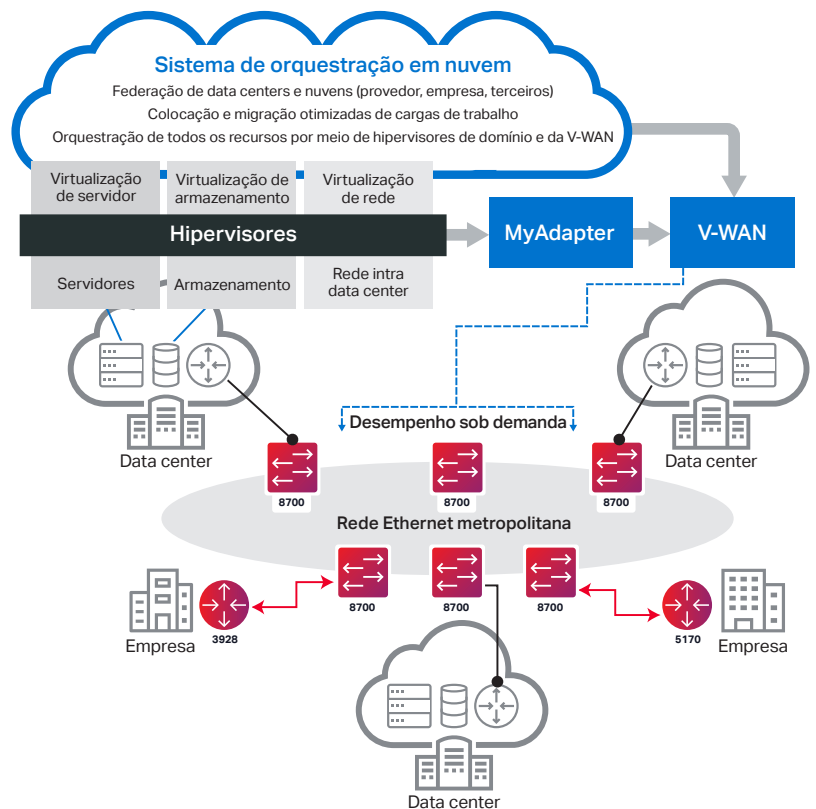 Sistema de orquestração em nuvem
Federação de data centers e nuvens (provedor, empresa, terceiros)
Colocação e migração otimizadas de cargas de trabalho
Orquestração de todos os recursos por meio de hipervisores de domínio e da V-WAN
Virtualização
de servidor
Virtualização de
armazenamento
Virtualização
de rede
Hipervisores
MyAdapter
V-WAN
Servidores
Armazenamento
Rede intra
data center
Desempenho sob demanda
Data center
Data center
8700
8700
8700
Rede Ethernet metropolitana
8700
8700
8700
3928
5170
Empresa
Empresa
Data center